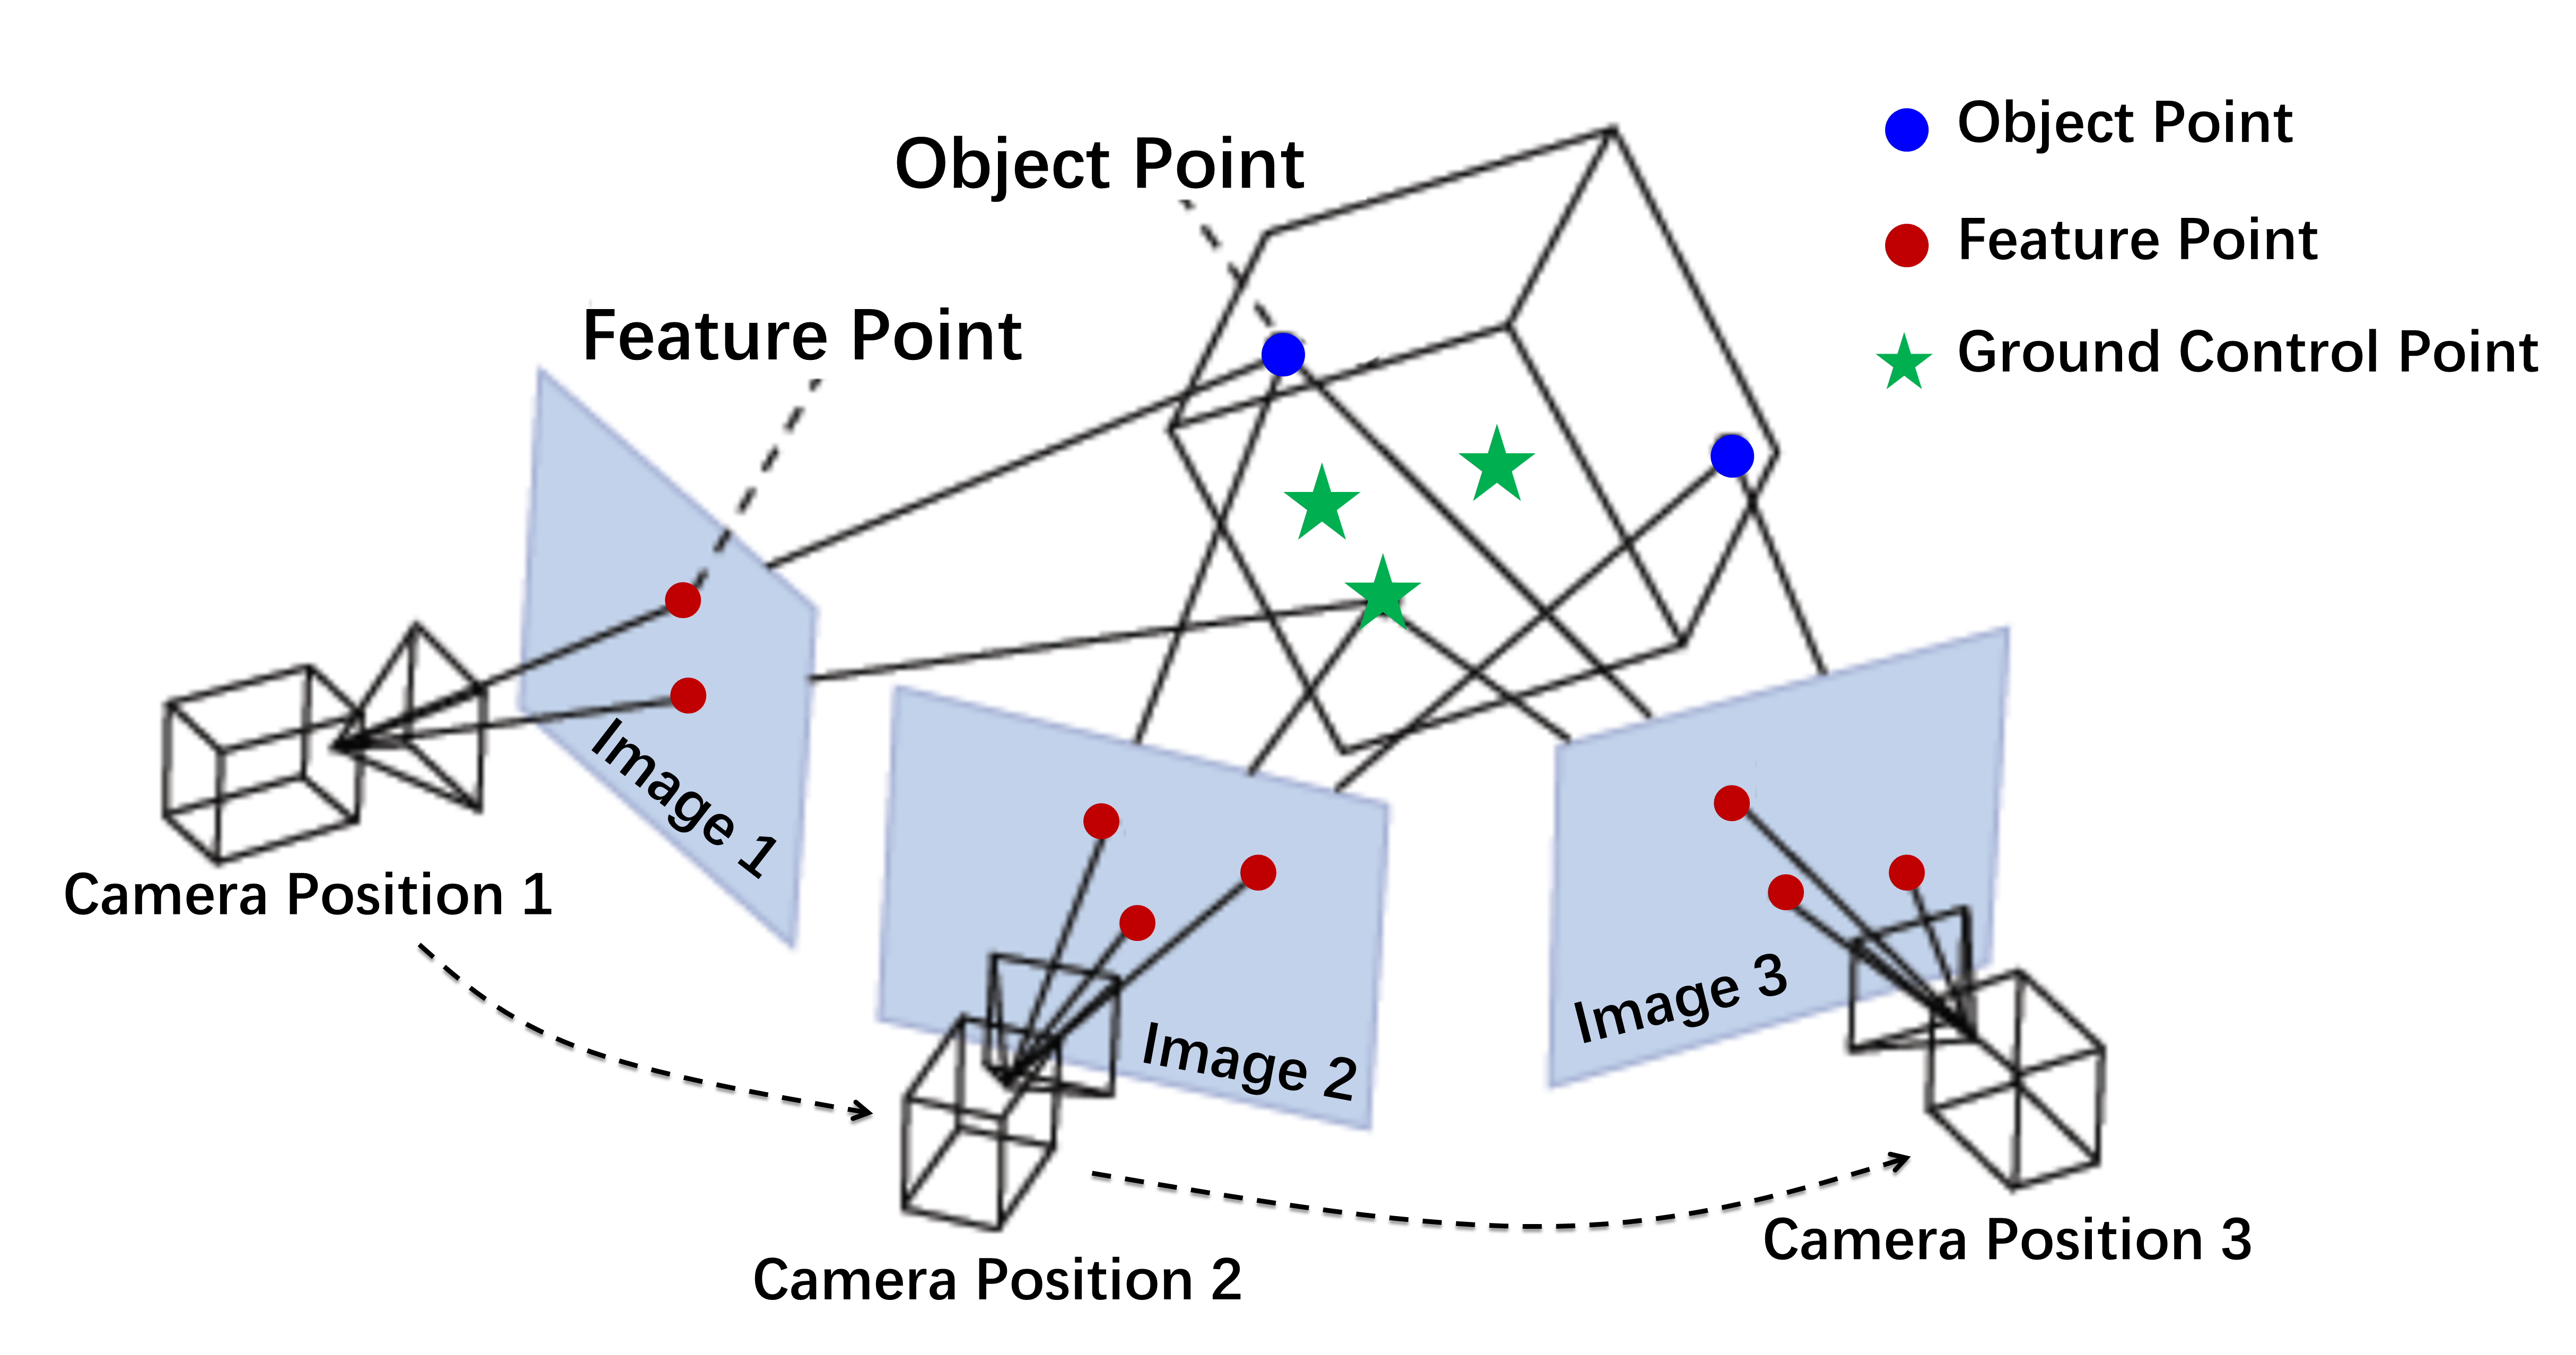 Object Point
Feature Point
Object Point
Feature Point
Ground Control Point
Image 1
Image 2
Image 3
Camera Position 1
Camera Position 2
Camera Position 3